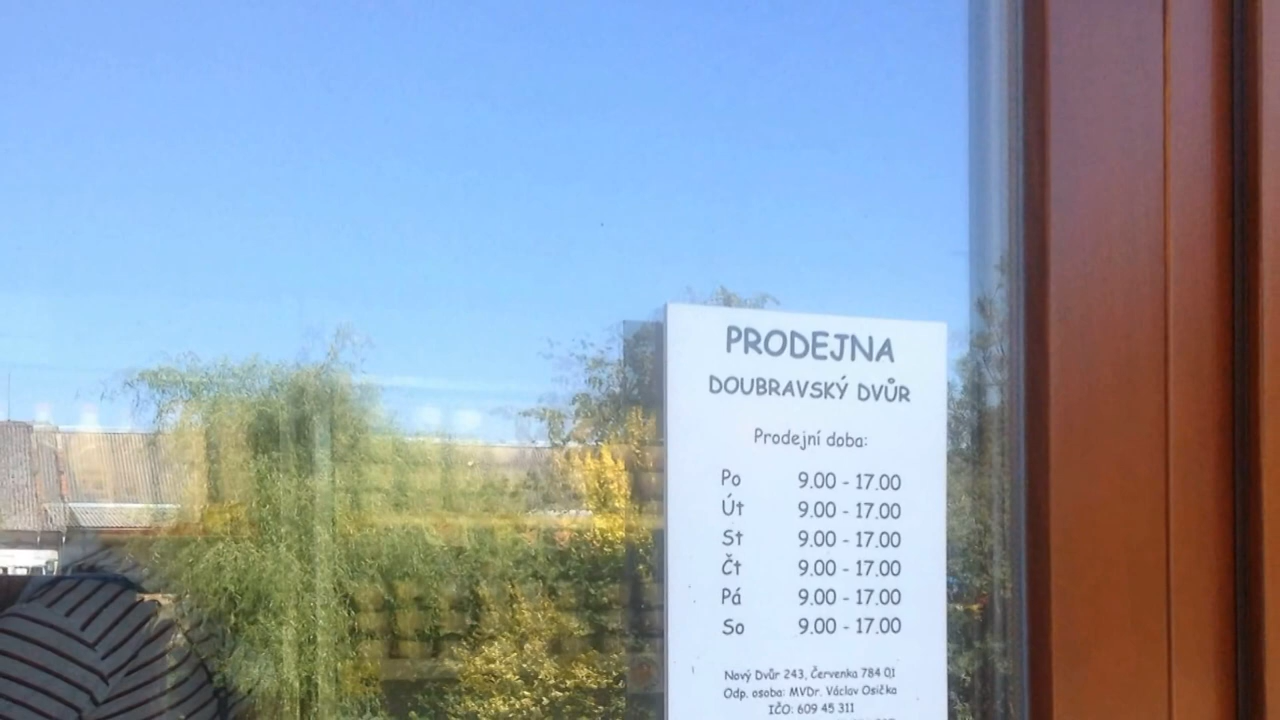 PRODEJNA
DOUBRAVSKÝ DVŮR
Prodejní doba:
Po 9.00 - 17.00
Út 9.00 - 17.00
St 9.00 - 17.00
Čt 9.00 - 17.00
Pá 9.00 - 17.00
So 9.00 - 17.00
Nový Dvůr 243, Červenka 784 01
Odp. osoba: MVDr. Václav Osička
IČO: 609 45 311